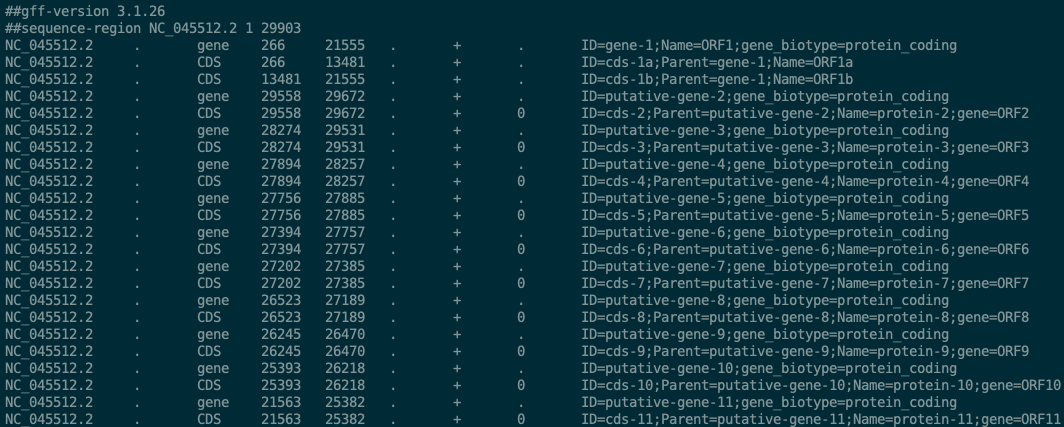 ##gff-version 3.1.26
##sequence-region NC_045512.2 1 29903
NC_045512.2 . gene 266 21555 . + . ID=gene-1;Name=ORF1;gene_biotype=protein_coding
NC_045512.2 . CDS 266 13481 . + . ID=cds-1a;Parent=gene-1;Name=ORF1a
NC_045512.2 . CDS 13481 21555 . + . ID=cds-1b;Parent=gene-1;Name=ORF1b
NC_045512.2 . gene 29558 29672 . + . ID=putative-gene-2;gene_biotype=protein_coding
NC_045512.2 . CDS 29558 29672 . + 0 ID=cds-2;Parent=putative-gene-2;Name=protein-2;gene=ORF2
NC_045512.2 . gene 28274 29531 . + . ID=putative-gene-3;gene_biotype=protein_coding
NC_045512.2 . CDS 28274 29531 . + 0 ID=cds-3;Parent=putative-gene-3;Name=protein-3;gene=ORF3
NC_045512.2 . gene 27894 28257 . + . ID=putative-gene-4;gene_biotype=protein_coding
NC_045512.2 . CDS 27894 28257 . + 0 ID=cds-4;Parent=putative-gene-4;Name=protein-4;gene=ORF4
NC_045512.2 . gene 27756 27885 . + . ID=putative-gene-5;gene_biotype=protein_coding
NC_045512.2 . CDS 27756 27885 . + 0 ID=cds-5;Parent=putative-gene-5;Name=protein-5;gene=ORF5
NC_045512.2 . gene 27394 27757 . + . ID=putative-gene-6;gene_biotype=protein_coding
NC_045512.2 . CDS 27394 27757 . + 0 ID=cds-6;Parent=putative-gene-6;Name=protein-6;gene=ORF6
NC_045512.2 . gene 27202 27385 . + . ID=putative-gene-7;gene_biotype=protein_coding
NC_045512.2 . CDS 27202 27385 . + 0 ID=cds-7;Parent=putative-gene-7;Name=protein-7;gene=ORF7
NC_045512.2 . gene 26523 27189 . + . ID=putative-gene-8;gene_biotype=protein_coding
NC_045512.2 . CDS 26523 27189 . + 0 ID=cds-8;Parent=putative-gene-8;Name=protein-8;gene=ORF8
NC_045512.2 . gene 26245 26470 . + . ID=putative-gene-9;gene_biotype=protein_coding
NC_045512.2 . CDS 26245 26470 . + 0 ID=cds-9;Parent=putative-gene-9;Name=protein-9;gene=ORF9
NC_045512.2 . gene 25393 26218 . + . ID=putative-gene-10;gene_biotype=protein_coding
NC_045512.2 . CDS 25393 26218 . + 0 ID=cds-10;Parent=putative-gene-10;Name=protein-10;gene=ORF10
NC_045512.2 . gene 21563 25382 . + . ID=putative-gene-11;gene_biotype=protein_coding
NC_045512.2 . CDS 21563 25382 . + 0 ID=cds-11;Parent=putative-gene-11;Name=protein-11;gene=ORF11